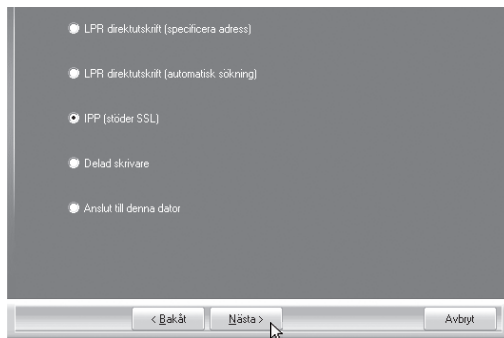 LPR direktutskrift (specificera adress)
LPR direktutskrift (automatisk sökning)
IPP (stöder SSL)
Delad skrivare
Anslut till denna dator
< Bakåt Nästa > Avbryt